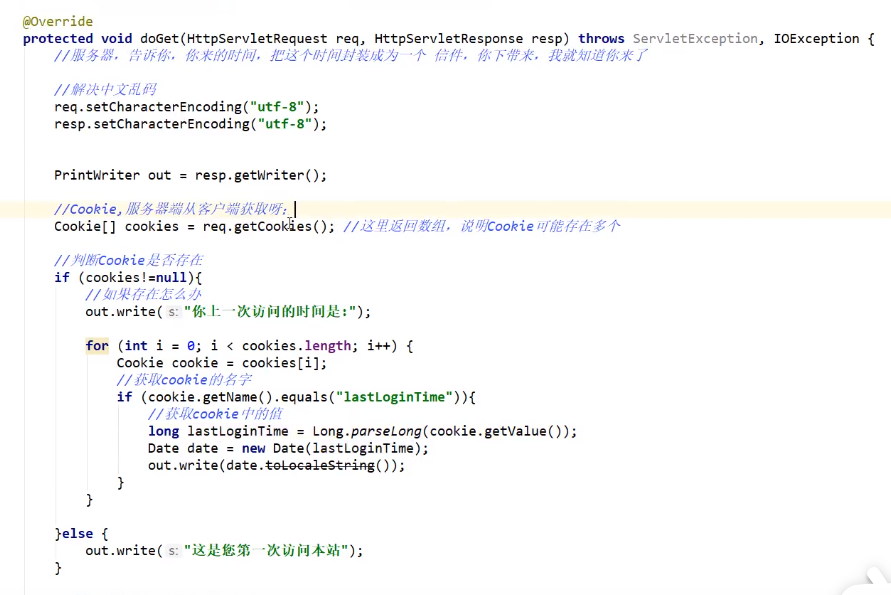 @Override
protected void doGet(HttpServletRequest req, HttpServletResponse resp) throws ServletException, IOException {
//服务器，告诉你，你来的时间，把这个时间封装成为一个 信件，你下带来，我就知道你来了
//解决中文乱码
req.setCharacterEncoding("utf-8");
resp.setCharacterEncoding("utf-8");
PrintWriter out = resp.getWriter();
//Cookie,服务器端从客户端获取呀；
Cookie[] cookies = req.getCookies(); //这里返回数组，说明Cookie可能存在多个
//判断Cookie是否存在
if (cookies!=null){
//如果存在怎么办
out.write( s: "你上一次访问的时间是:");
for (int i = 0; i < cookies.length; i++) {
Cookie cookie = cookies[i];
//获取cookie的名字
if (cookie.getName().equals("lastLoginTime")){
//获取cookie中的值
long lastLoginTime = Long.parseLong(cookie.getValue());
Date date = new Date(lastLoginTime);
out.write(date.toLocaleString());
}
}
}else {
out.write( s: "这是您第一次访问本站");
}